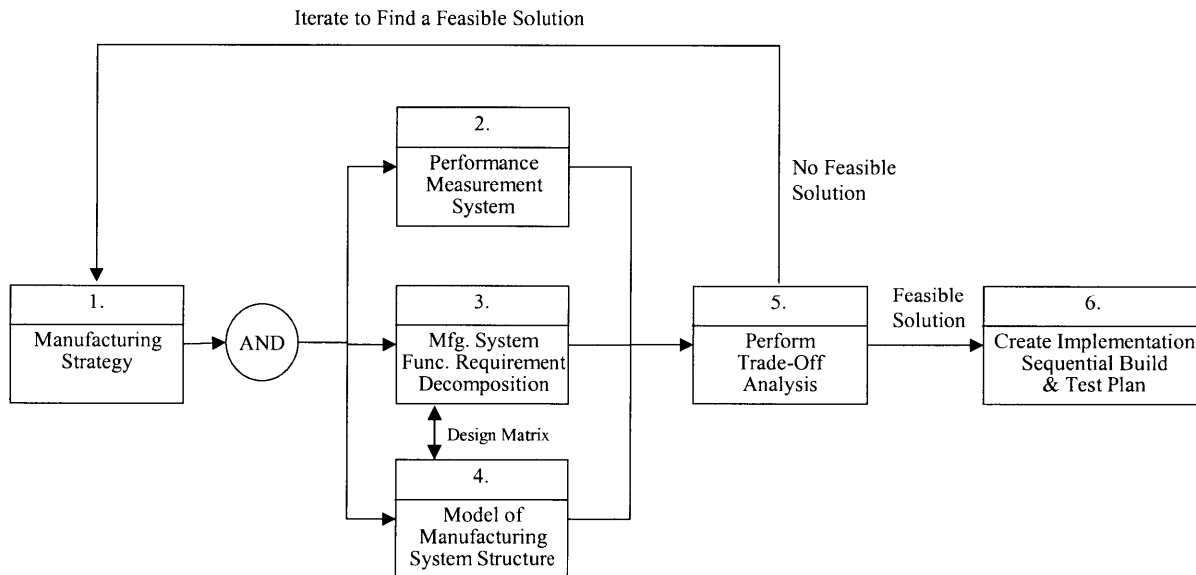 Iterate to Find a Feasible Solution
2.
Performance
Measurement
System
No Feasible
Solution
1.
Manufacturing
Strategy
AND
3.
Mfg. System
Func. Requirement
Decomposition
5.
Perform
Trade-Off
Analysis
Feasible
Solution
6.
Create Implementation
Sequential Build
& Test Plan
Design Matrix
4.
Model of
Manufacturing
System Structure